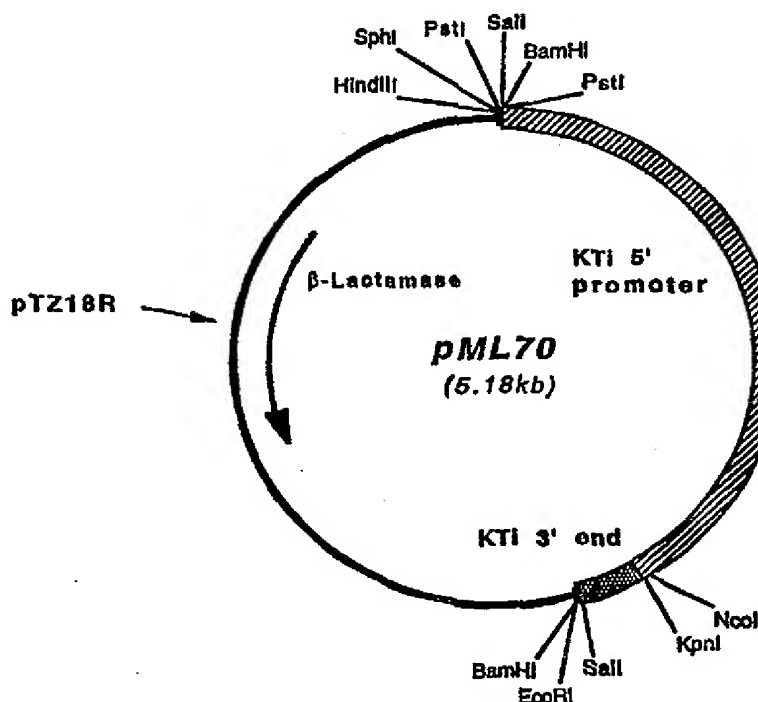 SphI
PstI
SalI
BamHI
HindIII
PstI
KTi 5'
promoter
β-Lactamase
pTZ18R
pML70
(5.18kb)
KTi 3' end
NcoI
KpnI
BamHI
SalI
EcoRI